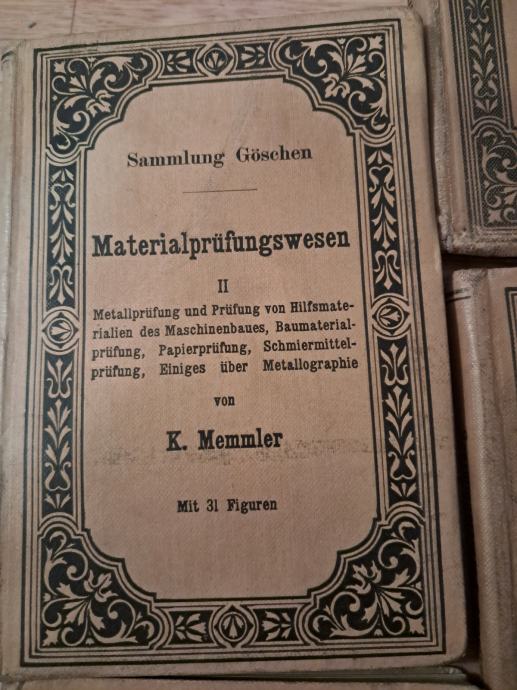 Sammlung Göschen
Materialprüfungswesen
II
Metallprüfung und Prüfung von Hilfsmate-
rialien des Maschinenbaues, Baumaterial-
prüfung, Papierprüfung, Schmiermittel-
prüfung, Einiges über Metallographie
von
K. Memmler
Mit 31 Figuren